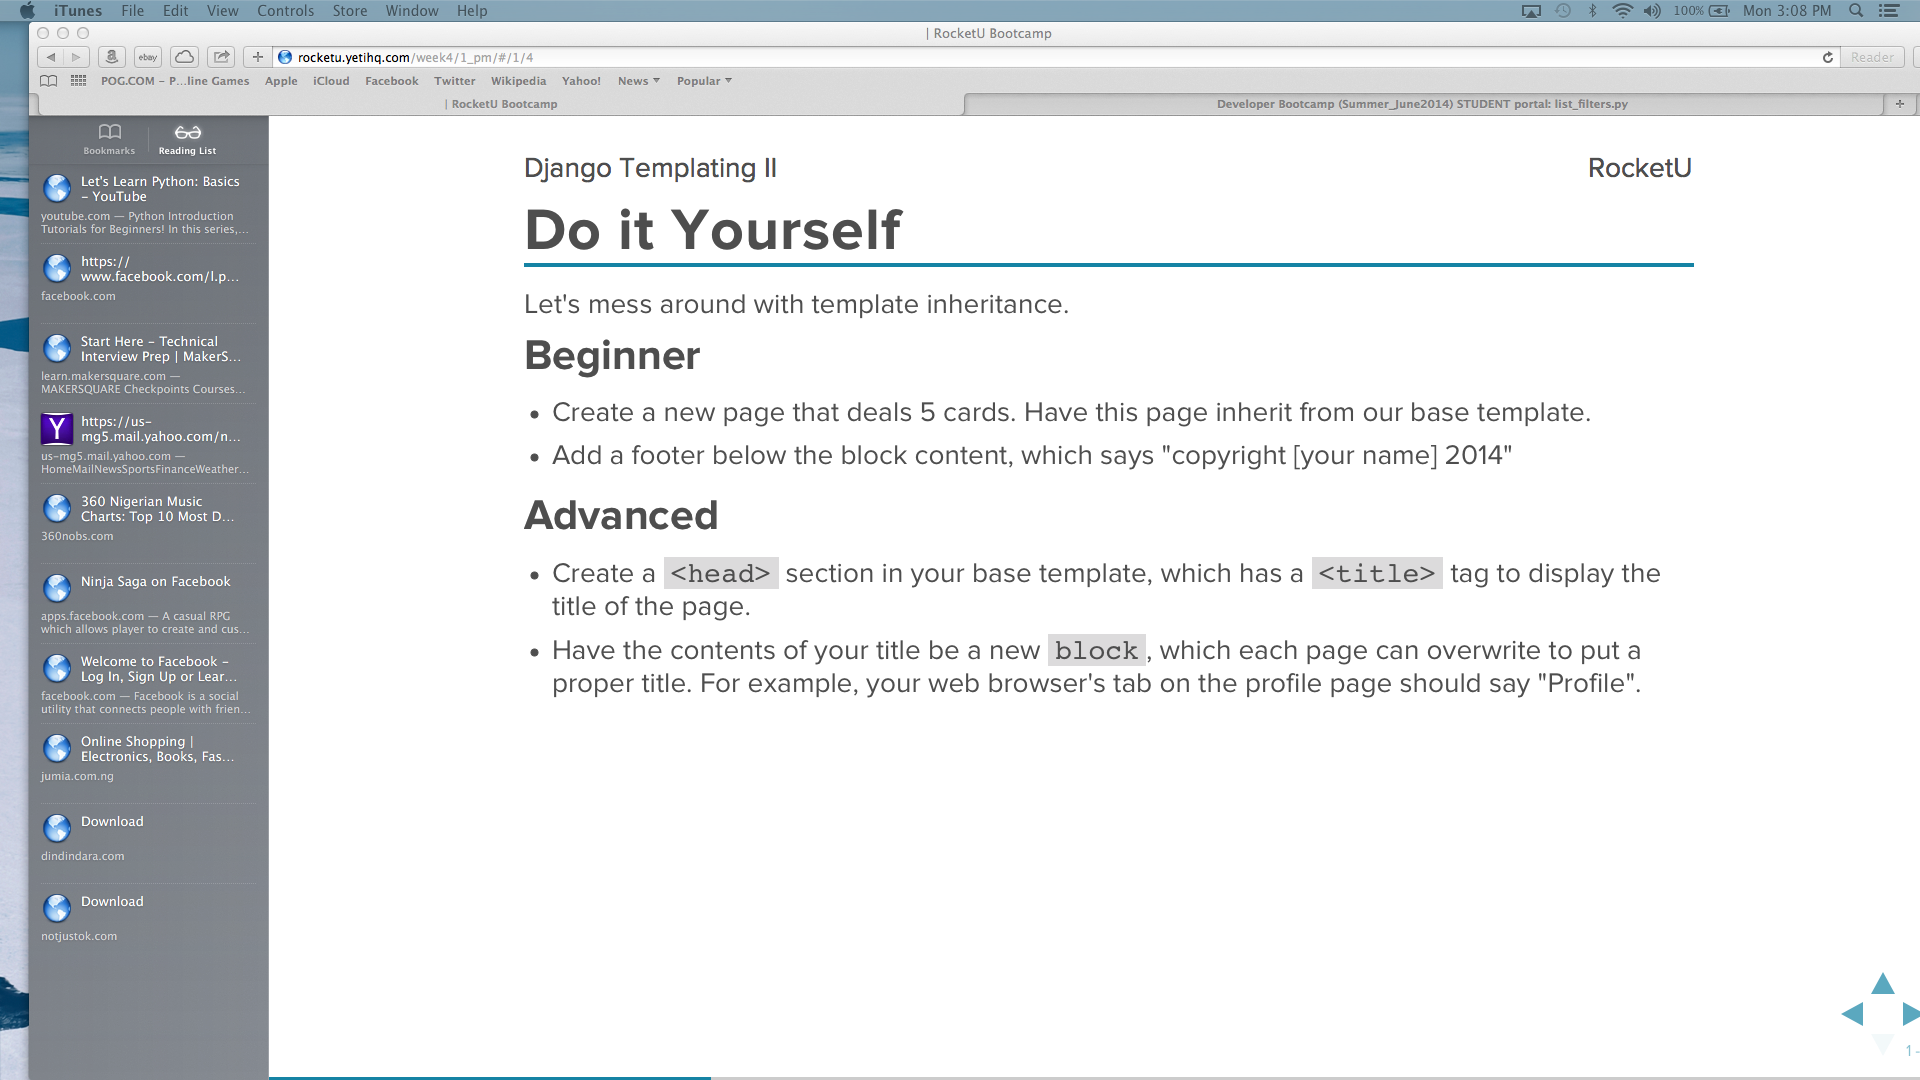 iTunes File Edit View Controls Store Window Help 100% Mon 3:08 PM
| RocketU Bootcamp
ebay rocketu.yetihq.com/week4/1_pm/#/1/4 Reader
POG.COM – P...line Games Apple iCloud Facebook Twitter Wikipedia Yahoo! News Popular
| RocketU Bootcamp Developer Bootcamp (Summer_June2014) STUDENT portal: list_filters.py
Bookmarks Reading List
Let's Learn Python: Basics
– YouTube
youtube.com — Python Introduction
Tutorials for Beginners! In this series,...
https://
www.facebook.com/l.p...
facebook.com
Start Here – Technical
Interview Prep | MakerS...
learn.makersquare.com —
MAKERSQUARE Checkpoints Courses...
https://us-
mg5.mail.yahoo.com/n...
us-mg5.mail.yahoo.com —
HomeMailNewsSportsFinanceWeather...
360 Nigerian Music
Charts: Top 10 Most D...
360nobs.com
Ninja Saga on Facebook
apps.facebook.com — A casual RPG
which allows player to create and cus...
Welcome to Facebook –
Log In, Sign Up or Lear...
facebook.com — Facebook is a social
utility that connects people with frien...
Online Shopping |
Electronics, Books, Fas...
jumia.com.ng
Download
dindindara.com
Download
notjustok.com
Django Templating II RocketU
Do it Yourself
Let's mess around with template inheritance.
Beginner
• Create a new page that deals 5 cards. Have this page inherit from our base template.
• Add a footer below the block content, which says "copyright [your name] 2014"
Advanced
• Create a <head> section in your base template, which has a <title> tag to display the
title of the page.
• Have the contents of your title be a new block, which each page can overwrite to put a
proper title. For example, your web browser's tab on the profile page should say "Profile".
1 -